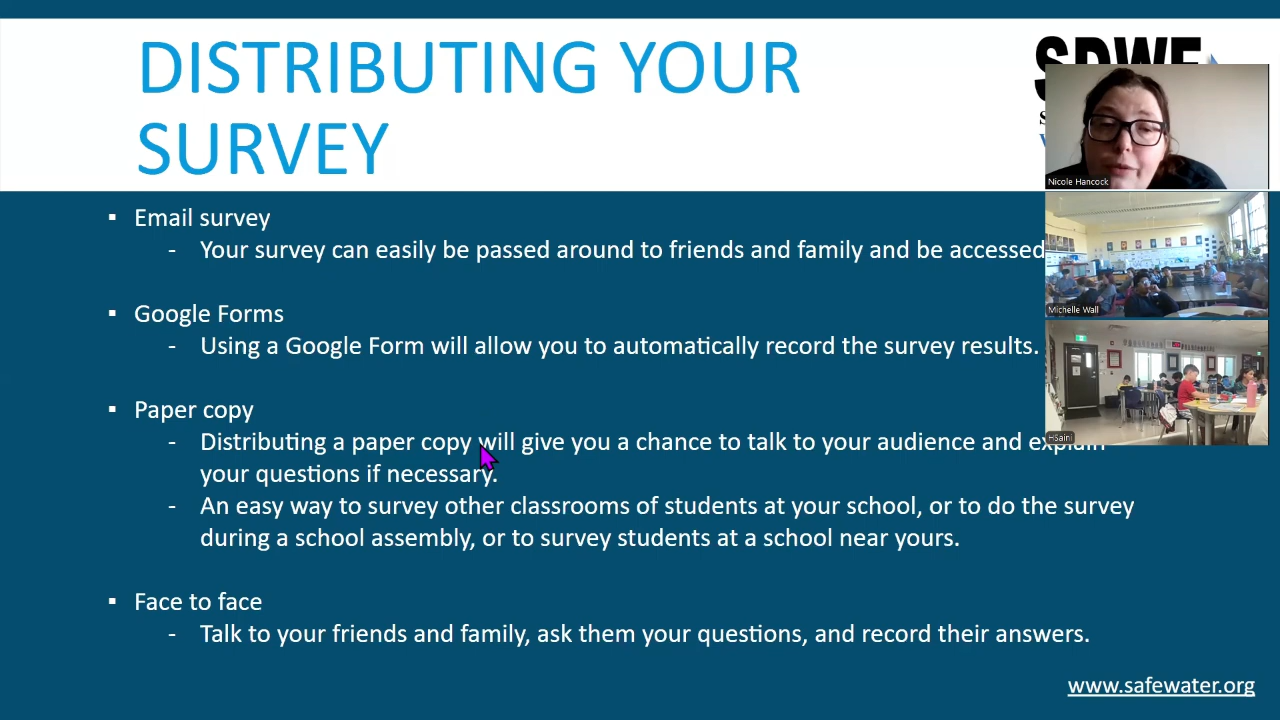 DISTRIBUTING YOUR
SURVEY
SDWF
▪ Email survey
- Your survey can easily be passed around to friends and family and be accessed
▪ Google Forms
- Using a Google Form will allow you to automatically record the survey results.
▪ Paper copy
- Distributing a paper copy will give you a chance to talk to your audience and explain
your questions if necessary.
- An easy way to survey other classrooms of students at your school, or to do the survey
during a school assembly, or to survey students at a school near yours.
▪ Face to face
- Talk to your friends and family, ask them your questions, and record their answers.
www.safewater.org
Nicole Hancock
Michelle Wall
HSaini